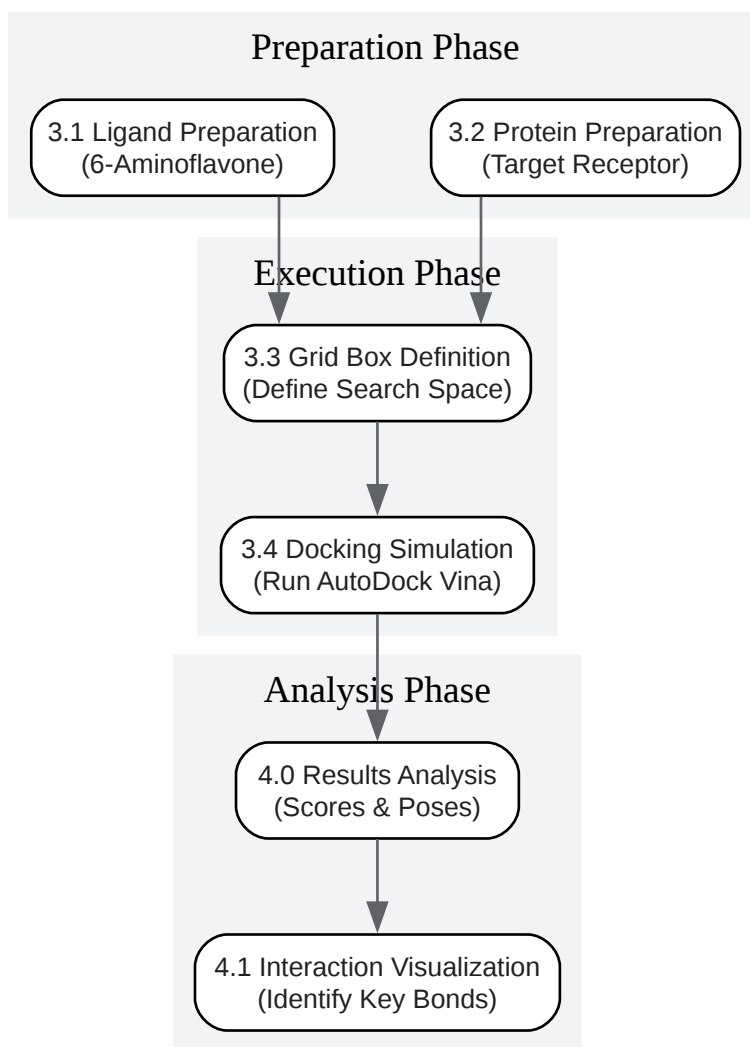 Preparation Phase
3.1 Ligand Preparation
(6-Aminoflavone)
3.2 Protein Preparation
(Target Receptor)
Execution Phase
3.3 Grid Box Definition
(Define Search Space)
3.4 Docking Simulation
(Run AutoDock Vina)
Analysis Phase
4.0 Results Analysis
(Scores & Poses)
4.1 Interaction Visualization
(Identify Key Bonds)